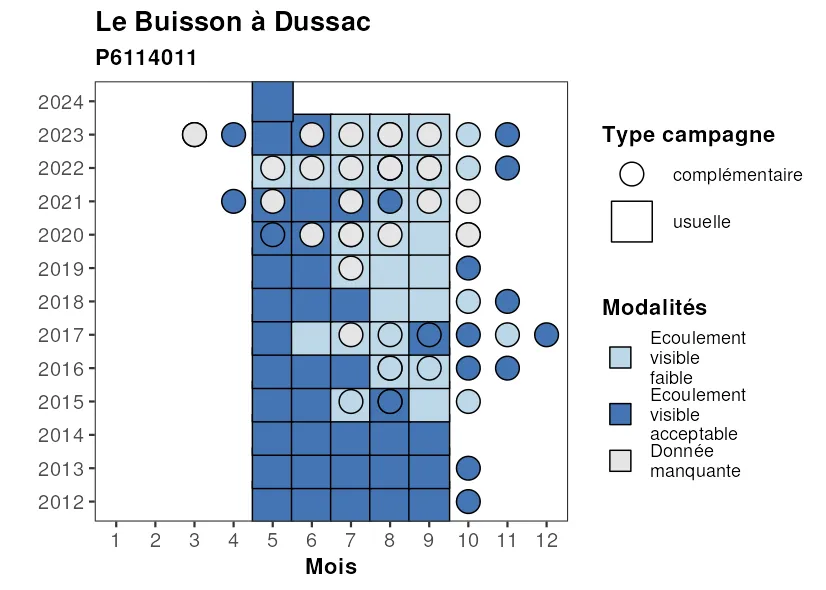 Le Buisson à Dussac
P6114011
2024
2023
2022
2021
2020
2019
2018
2017
2016
2015
2014
2013
2012
1 2 3 4 5 6 7 8 9 10 11 12
Mois
Type campagne
complémentaire
usuelle
Modalités
Ecoulement
visible
faible
Ecoulement
visible
acceptable
Donnée
manquante